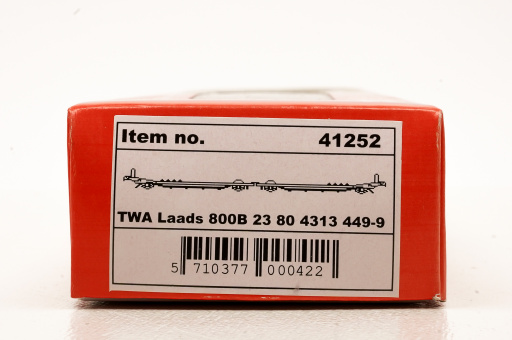 Item no. 41252
TWA Laads 800B 23 80 4313 449-9
5 710377 000422